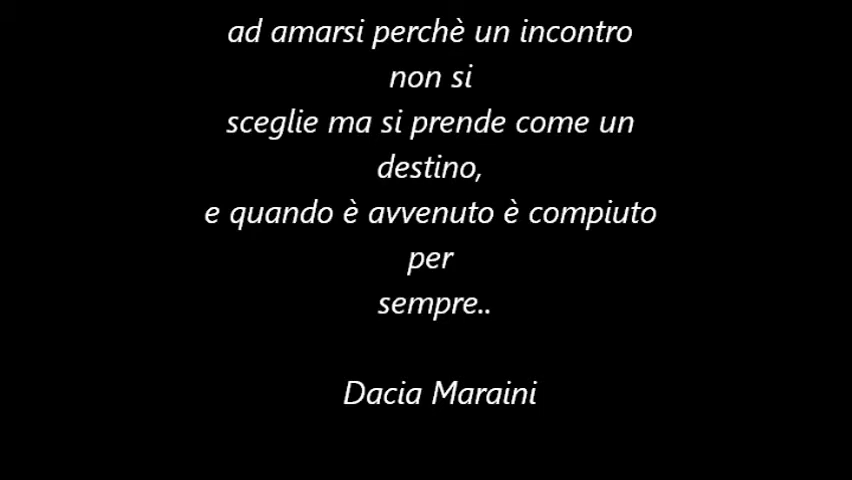 ad amarsi perchè un incontro
non si
sceglie ma si prende come un
destino,
e quando è avvenuto è compiuto
per
sempre..
Dacia Maraini